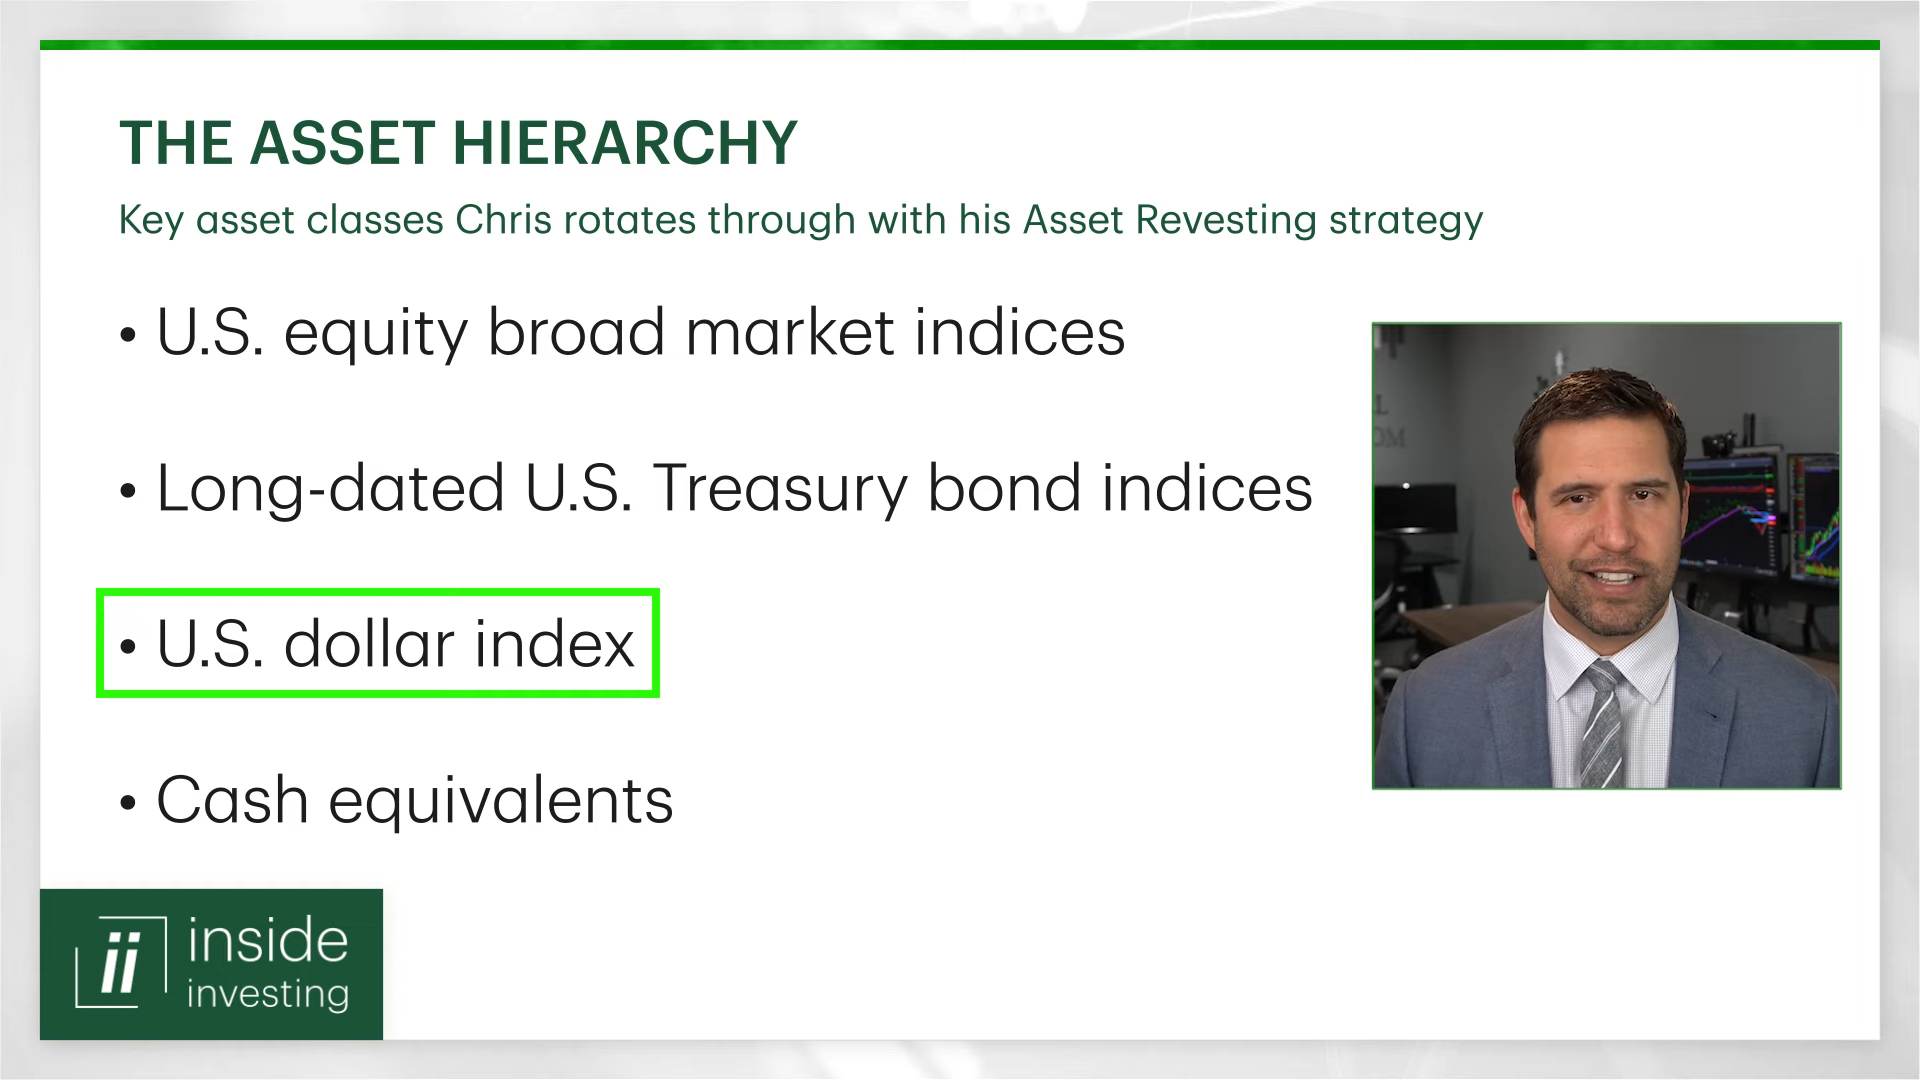 THE ASSET HIERARCHY
Key asset classes Chris rotates through with his Asset Revesting strategy
• U.S. equity broad market indices
• Long-dated U.S. Treasury bond indices
• U.S. dollar index
• Cash equivalents
ii inside
investing